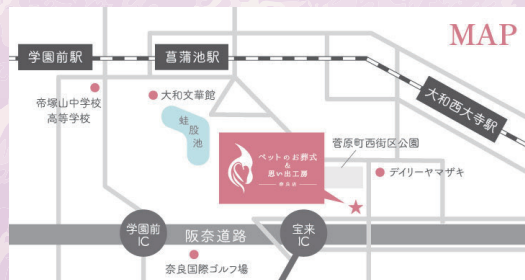 MAP
学園前駅
菖蒲池駅
大和西大寺駅
帝塚山中学校
高等学校
大和文華館
蛙股池
ペットのお葬式
&
思い出工房
菅原町西街区公園
デイリーヤマザキ
学園前
IC
阪奈道路
宝来
IC
奈良国際ゴルフ場